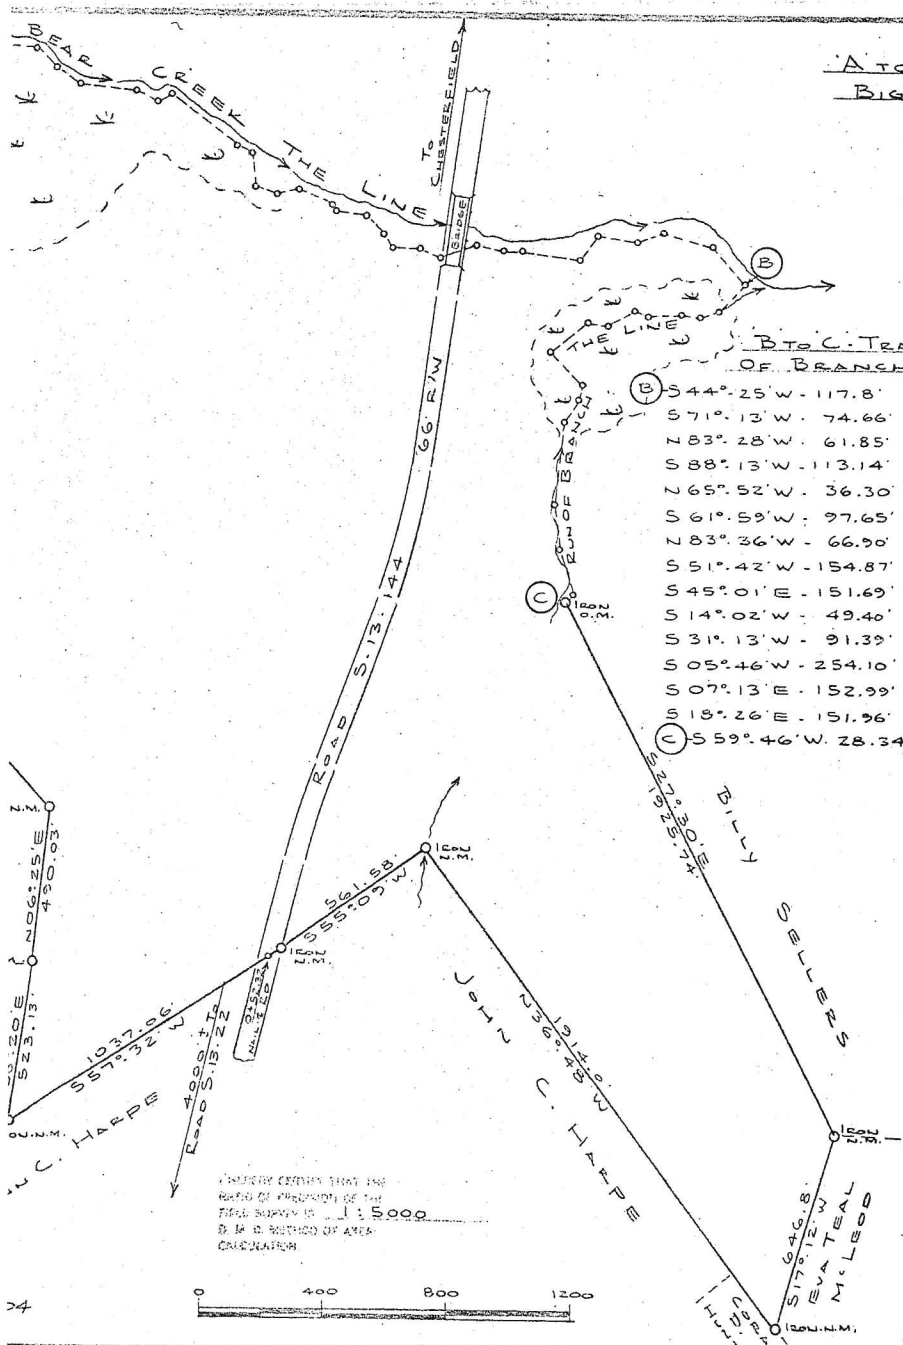 BEAR CREEK THE LINE
TO
CHESTERFIELD
BRIDGE
'A' TO
BIG
B
THE LINE
'B' TO 'C' - TRA
OF BRANCH
B S 44°-25' W - 117.8'
S 71°-13' W - 74.66'
N 83°-28' W - 61.85'
S 88°-13' W - 113.14'
N 65°-52' W - 36.30'
S 61°-59' W - 97.65'
N 83°-36' W - 66.90'
S 51°-42' W - 154.87'
S 45°-01' E - 151.69'
S 14°-02' W - 49.40'
S 31°-13' W - 91.39'
S 05°-46' W - 254.10'
S 07°-13' E - 152.99'
S 18°-26' E - 151.96'
C S 59°-46' W. 28.34
RUN OF BRANCH
C
IRON
O.M.
ROAD S-13-144 66' R/W
S 27°-30' E
1925.74'
BILLY SELLERS
N.M.
N 06°-25' E
490.93'
20' E
523.13'
561.58'
S 55°-09' W
IRON
N.M.
IRON
N.M.
NAIL
RD
1037.06'
S 57°-32' W
4000' ± TO
ROAD S-13-22
N.M.
N C. HARPE
JOHN C. HARPE
1914.0'
N 36°-48' W
IRON
N.M.
646.8'
S 17°-12' W
EVA TEAL
McLEOD
CORA
D.
IRON-N.M.
I HEREBY CERTIFY THAT THE
RATIO OF PRECISION OF THE
FIELD SURVEY IS 1:5000
D. M. D. METHOD OF AREA
CALCULATION
0 400 800 1200